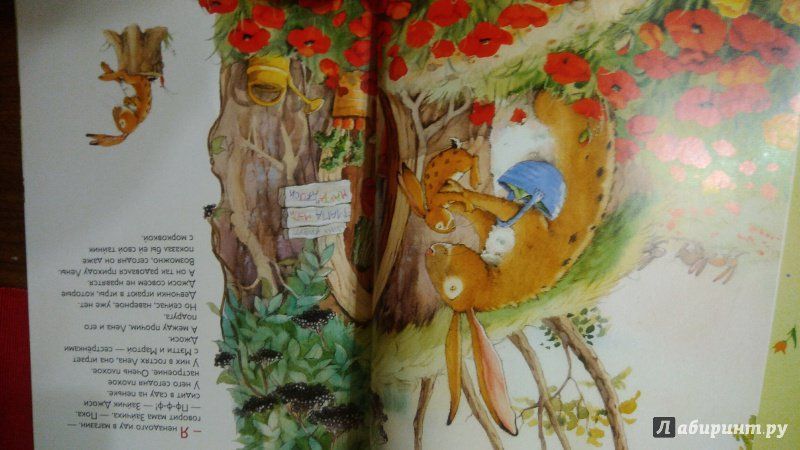 — Я ненадолго иду в магазин, —
говорит мама Зайчиха. — Пока.
— Пф-ф-ф! — Зайчик Джоси
сидит в саду на пеньке.
У него сегодня плохое
настроение. Очень плохое.
У них в гостях Лена, она играет
с Мэтти и Мартой — сестрёнками
Джоси.
А между прочим, Лена и его
подруга.
Но сейчас, наверное, уже нет.
Девчонки играют в игры, которые
Джоси совсем не нравятся.
А он так радовался приходу Лены.
Возможно, сегодня он даже
показал бы ей свой тайник
с морковкой.
Лабиринт.ру